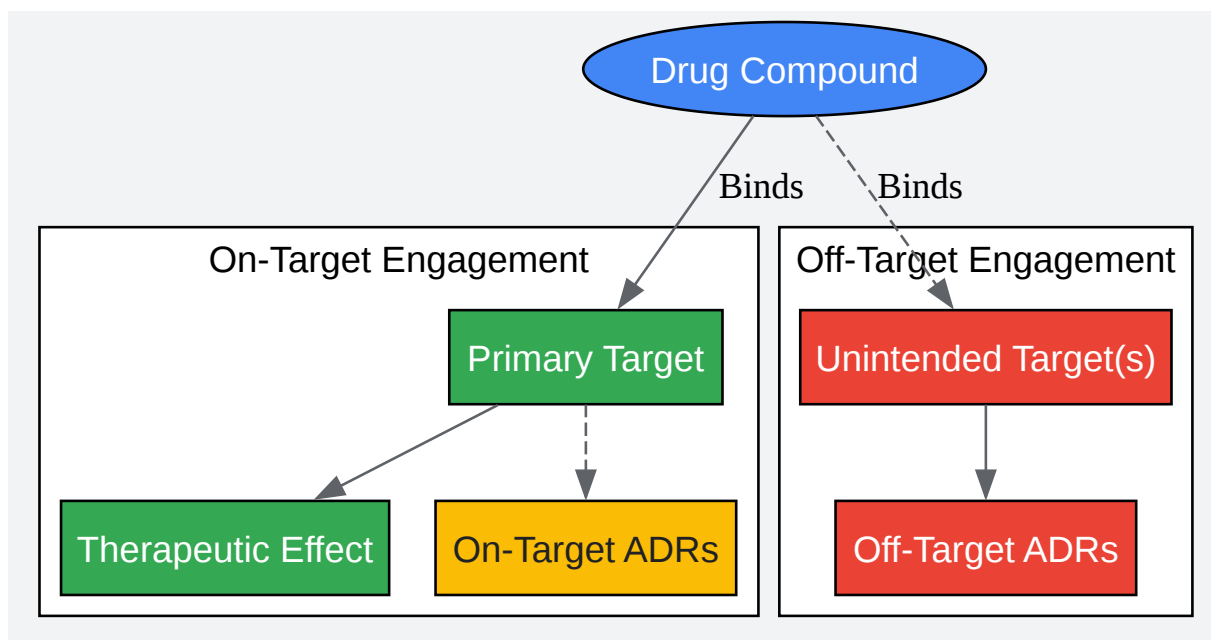 Drug Compound
Binds
Binds
On-Target Engagement
Off-Target Engagement
Primary Target
Unintended Target(s)
Therapeutic Effect
On-Target ADRs
Off-Target ADRs